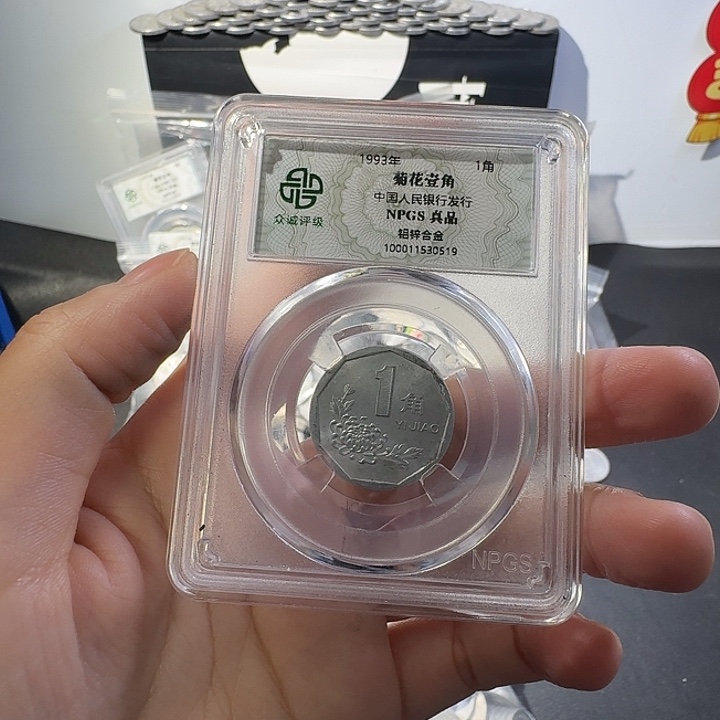 1993年 1角
菊花壹角
中国人民银行发行
NPGS 真品
铝锌合金
100011530519
众诚评级
1角
YI JIAO
NPGS